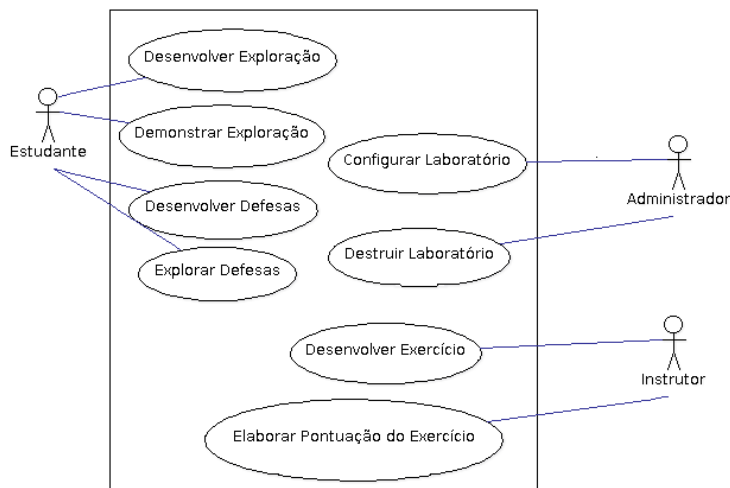 Desenvolver Exploração
Demonstrar Exploração
Estudante
Configurar Laboratório
Administrador
Desenvolver Defesas
Destruir Laboratório
Explorar Defesas
Desenvolver Exercício
Instrutor
Elaborar Pontuação do Exercício